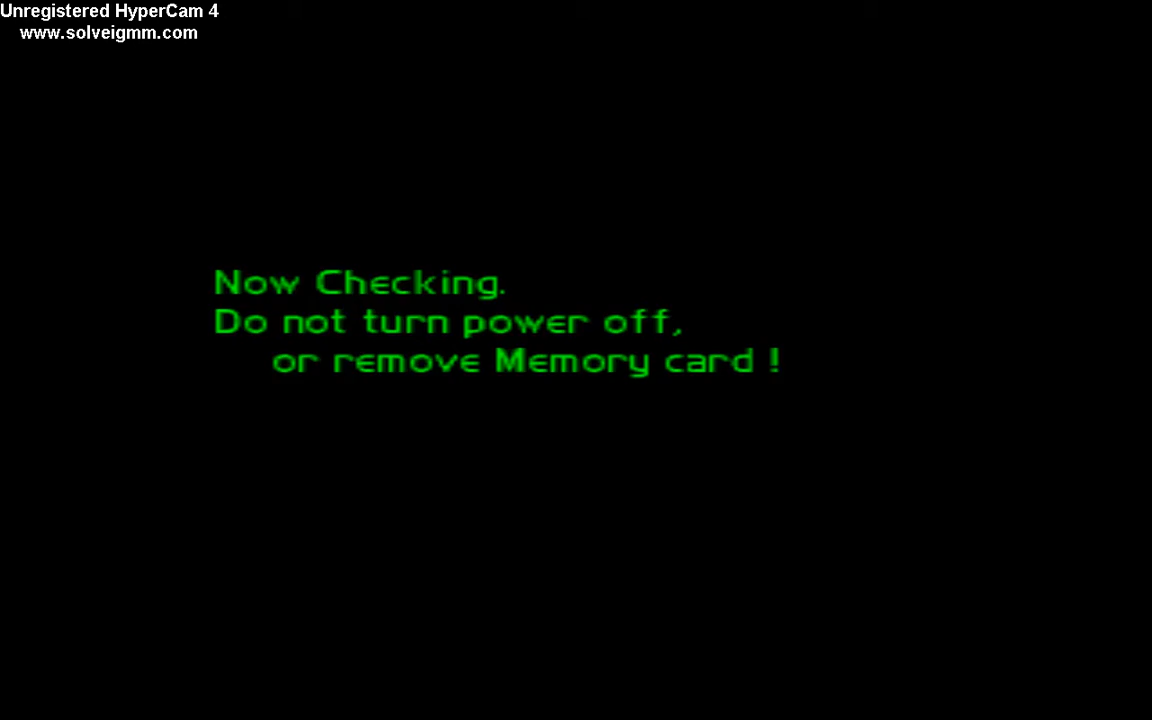 Unregistered HyperCam 4
www.solveigmm.com
Now Checking.
Do not turn power off,
or remove Memory card !